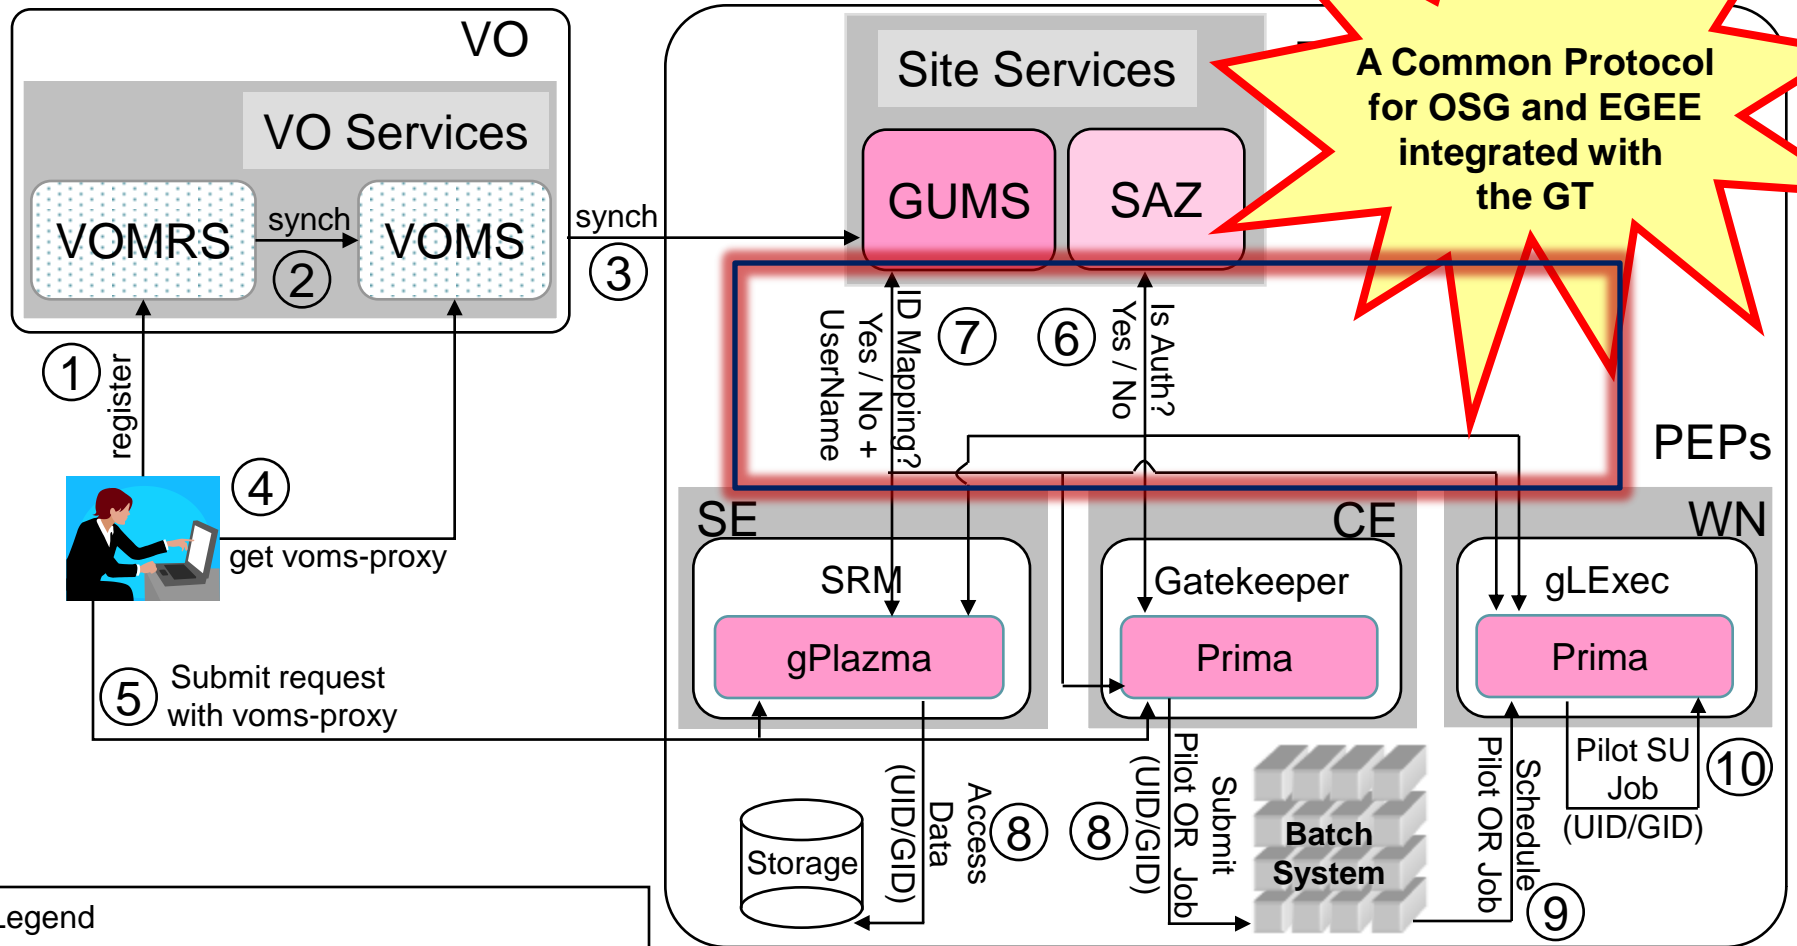 VO
VO Services
VOMRS
synch
VOMS
2
synch
3
1
register
4
get voms-proxy
5
Submit request
with voms-proxy
Site Services
GUMS
SAZ
A Common Protocol
for OSG and EGEE
integrated with
the GT
ID Mapping?
Yes / No +
UserName
7
6
Is Auth?
Yes / No
PEPs
SE
SRM
gPlazma
CE
Gatekeeper
Prima
WN
gLExec
Prima
Storage
Access
Data
(UID/GID)
8
8
Submit
Pilot OR Job
(UID/GID)
Batch
System
Schedule
Pilot OR Job
9
Pilot SU
Job
(UID/GID)
10
Legend